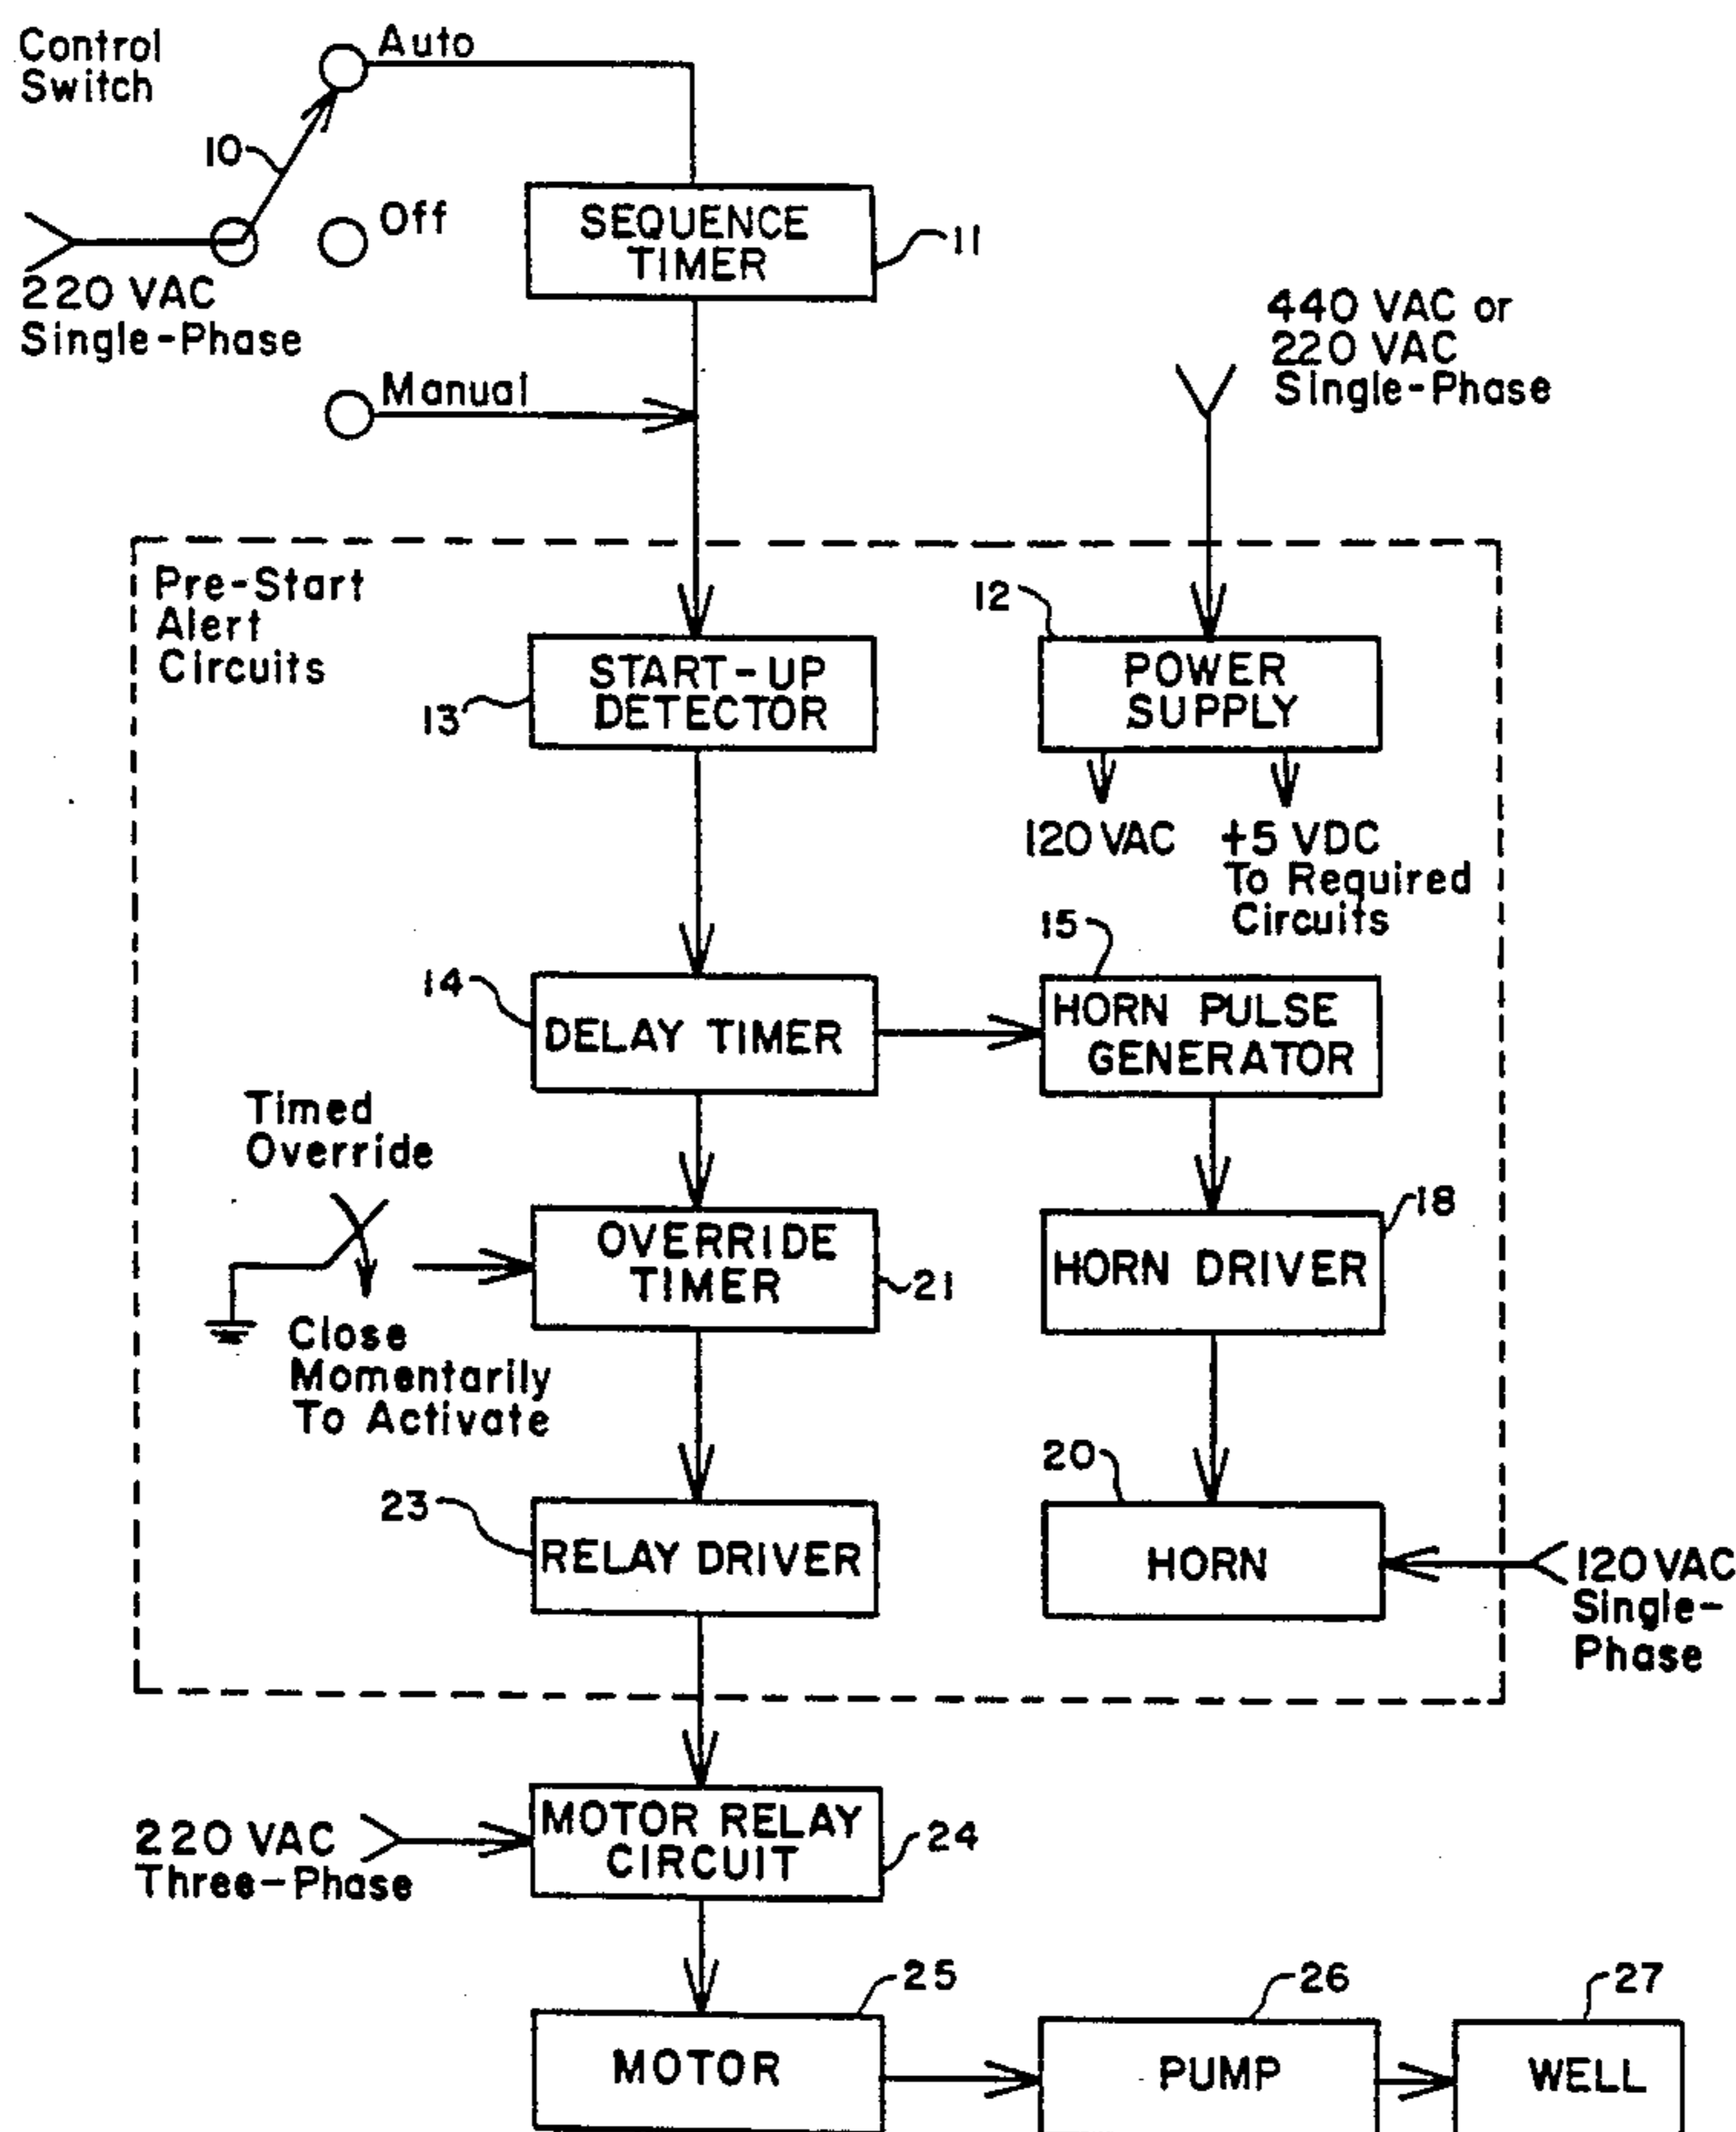 Control
Switch
Auto
10
Off
220 VAC
Single-Phase
SEQUENCE
TIMER
11
Manual
440 VAC or
220 VAC
Single-Phase
Pre-Start
Alert
Circuits
START-UP
DETECTOR
13
12
POWER
SUPPLY
120 VAC
+5 VDC
To Required
Circuits
14
DELAY TIMER
15
HORN PULSE
GENERATOR
Timed
Override
Close
Momentarily
To Activate
OVERRIDE
TIMER
21
HORN DRIVER
18
23
RELAY DRIVER
20
HORN
120 VAC
Single-
Phase
220 VAC
Three-Phase
MOTOR RELAY
CIRCUIT
24
MOTOR
25
PUMP
26
WELL
27